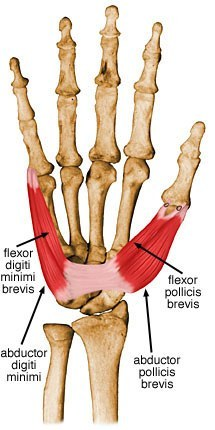 flexor
digiti
minimi
brevis
abductor
digiti
minimi
flexor
pollicis
brevis
abductor
pollicis
brevis